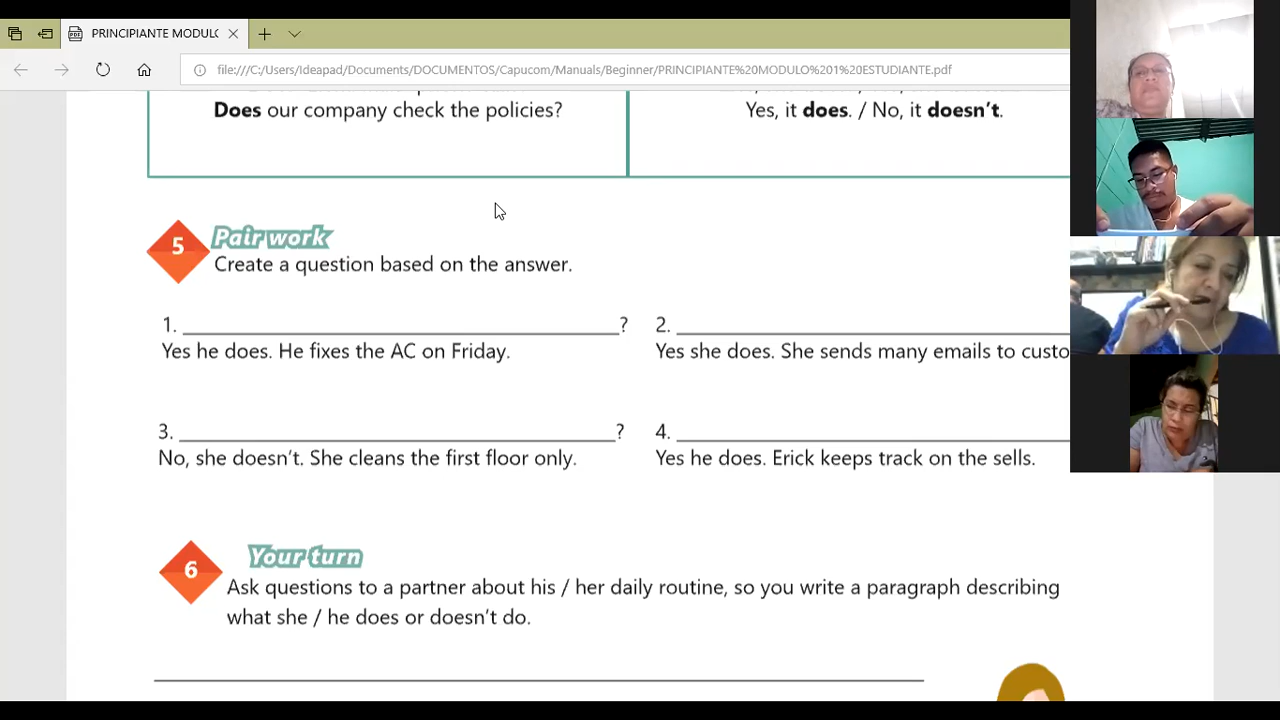 PRINCIPIANTE MODUL
file:///C:/Users/Ideapad/Documents/DOCUMENTOS/Capucom/Manuals/Beginner/PRINCIPIANTE%20MODULO%201%20ESTUDIANTE.pdf
Does our company check the policies?
Yes, it does. / No, it doesn't.
5
Pair work
Create a question based on the answer.
1. ?
Yes he does. He fixes the AC on Friday.
2.
Yes she does. She sends many emails to custo
3. ?
No, she doesn't. She cleans the first floor only.
4.
Yes he does. Erick keeps track on the sells.
6
Your turn
Ask questions to a partner about his / her daily routine, so you write a paragraph describing
what she / he does or doesn't do.